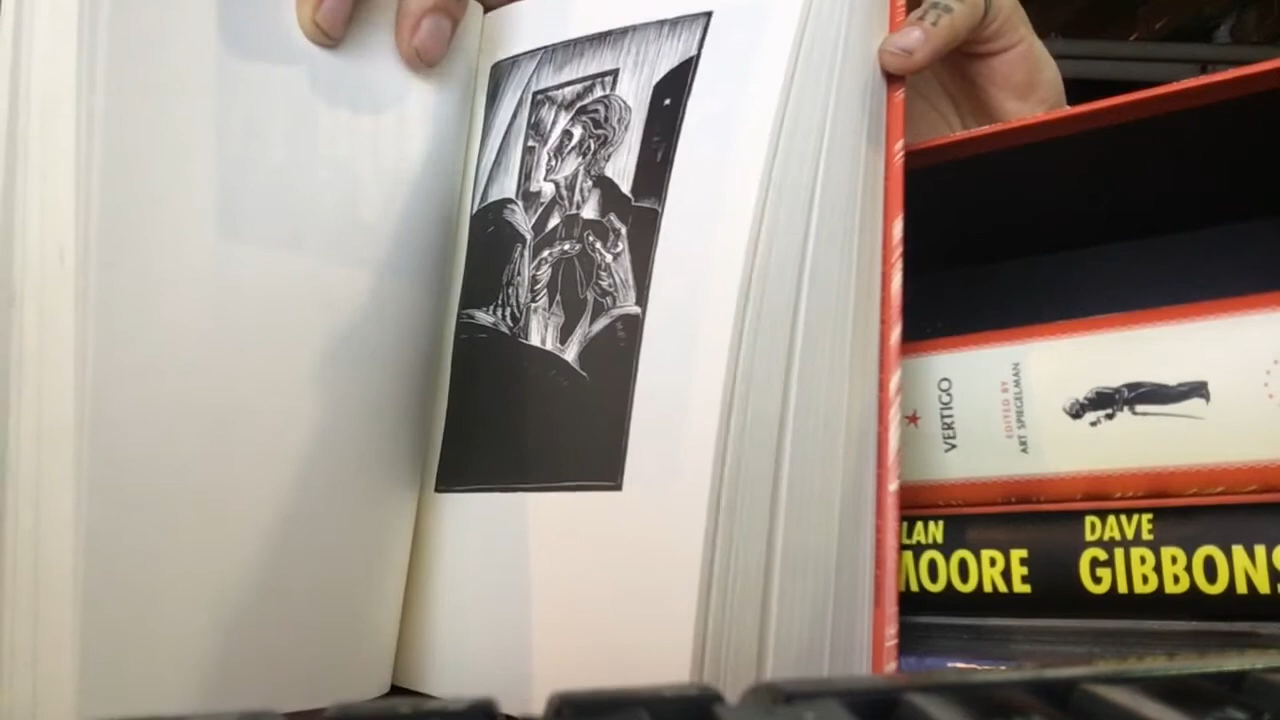 VERTIGO
EDITED BY
ART SPIEGELMAN
LAN
MOORE
DAVE
GIBBONS